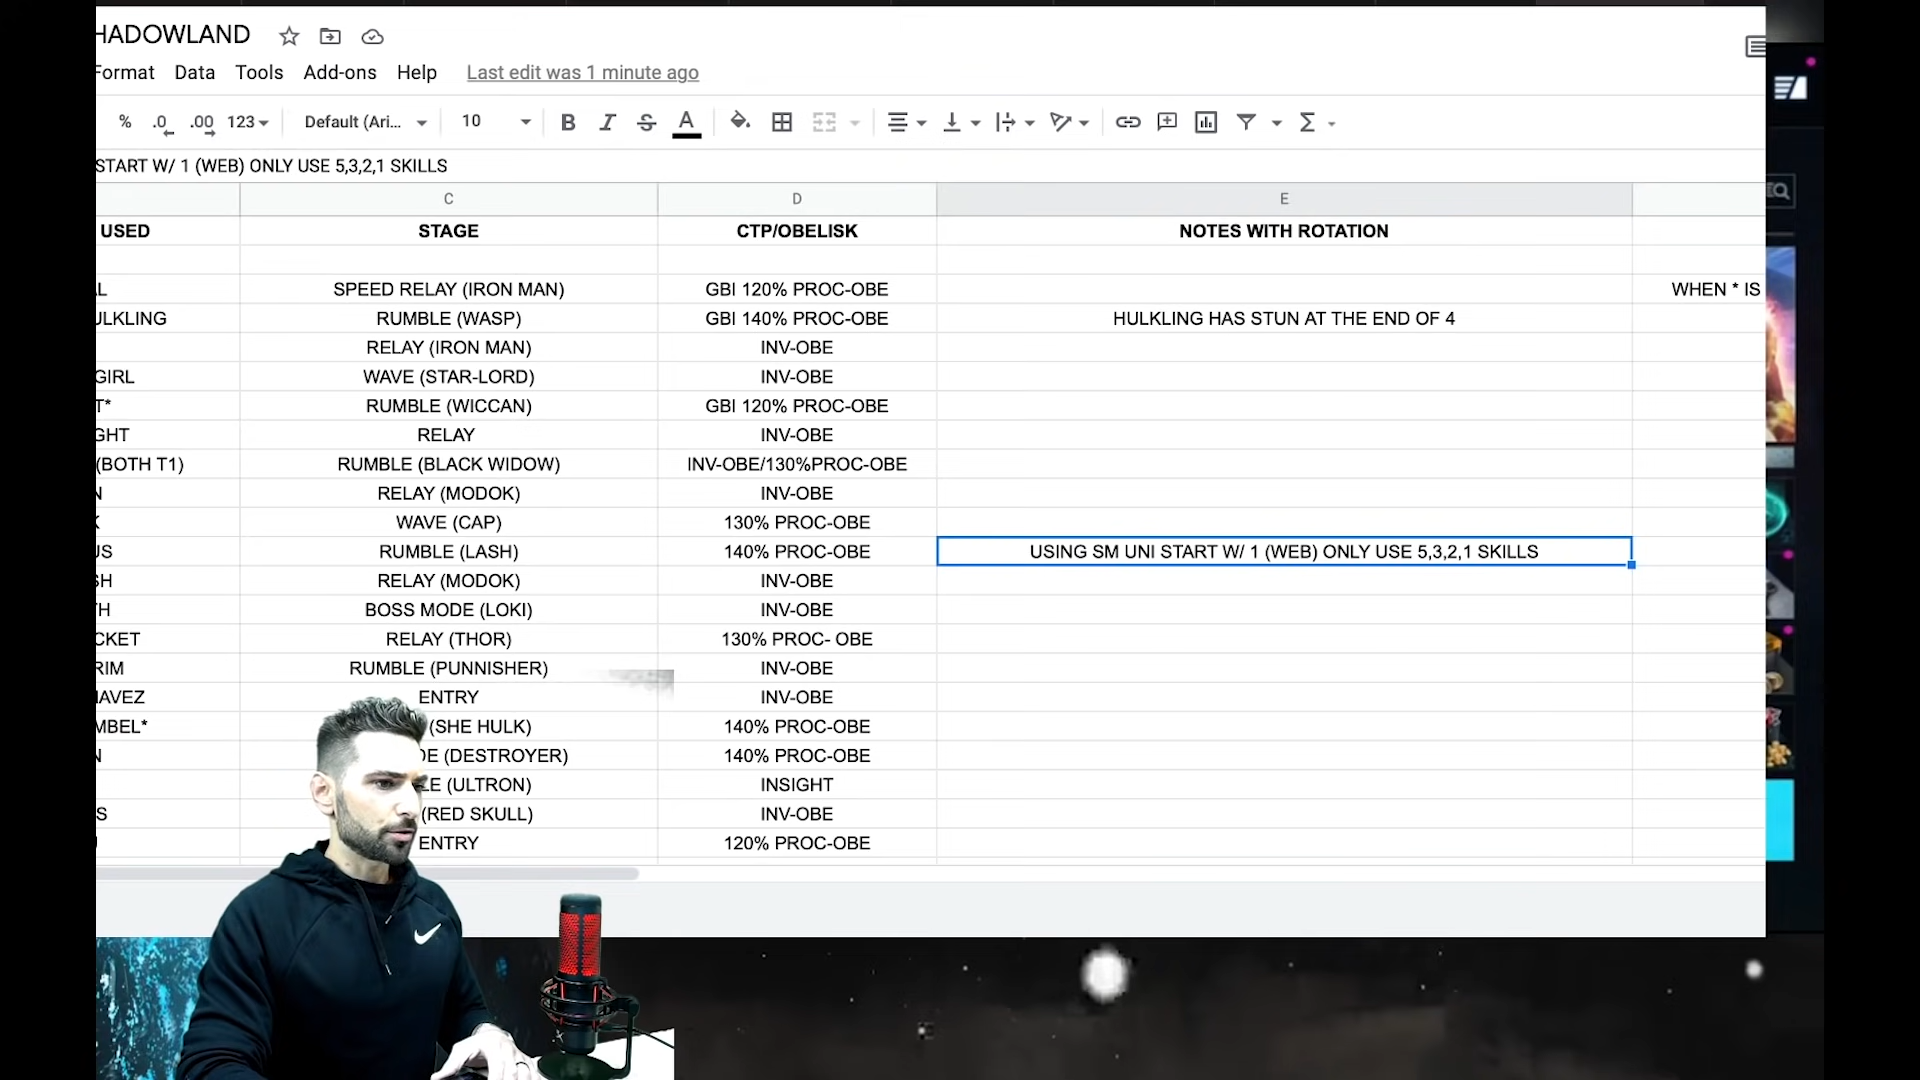 HADOWLAND
Format Data Tools Add-ons Help Last edit was 1 minute ago
% .0 .00 123 Default (Ari... 10 B I S A
START W/ 1 (WEB) ONLY USE 5,3,2,1 SKILLS
C D E
USED STAGE CTP/OBELISK NOTES WITH ROTATION
AL SPEED RELAY (IRON MAN) GBI 120% PROC-OBE WHEN * IS
ULKLING RUMBLE (WASP) GBI 140% PROC-OBE HULKLING HAS STUN AT THE END OF 4
RELAY (IRON MAN) INV-OBE
GIRL WAVE (STAR-LORD) INV-OBE
T* RUMBLE (WICCAN) GBI 120% PROC-OBE
GHT RELAY INV-OBE
(BOTH T1) RUMBLE (BLACK WIDOW) INV-OBE/130%PROC-OBE
N RELAY (MODOK) INV-OBE
K WAVE (CAP) 130% PROC-OBE
US RUMBLE (LASH) 140% PROC-OBE USING SM UNI START W/ 1 (WEB) ONLY USE 5,3,2,1 SKILLS
SH RELAY (MODOK) INV-OBE
TH BOSS MODE (LOKI) INV-OBE
CKET RELAY (THOR) 130% PROC- OBE
RIM RUMBLE (PUNNISHER) INV-OBE
HAVEZ ENTRY INV-OBE
MBEL* (SHE HULK) 140% PROC-OBE
N DE (DESTROYER) 140% PROC-OBE
LE (ULTRON) INSIGHT
S (RED SKULL) INV-OBE
ENTRY 120% PROC-OBE